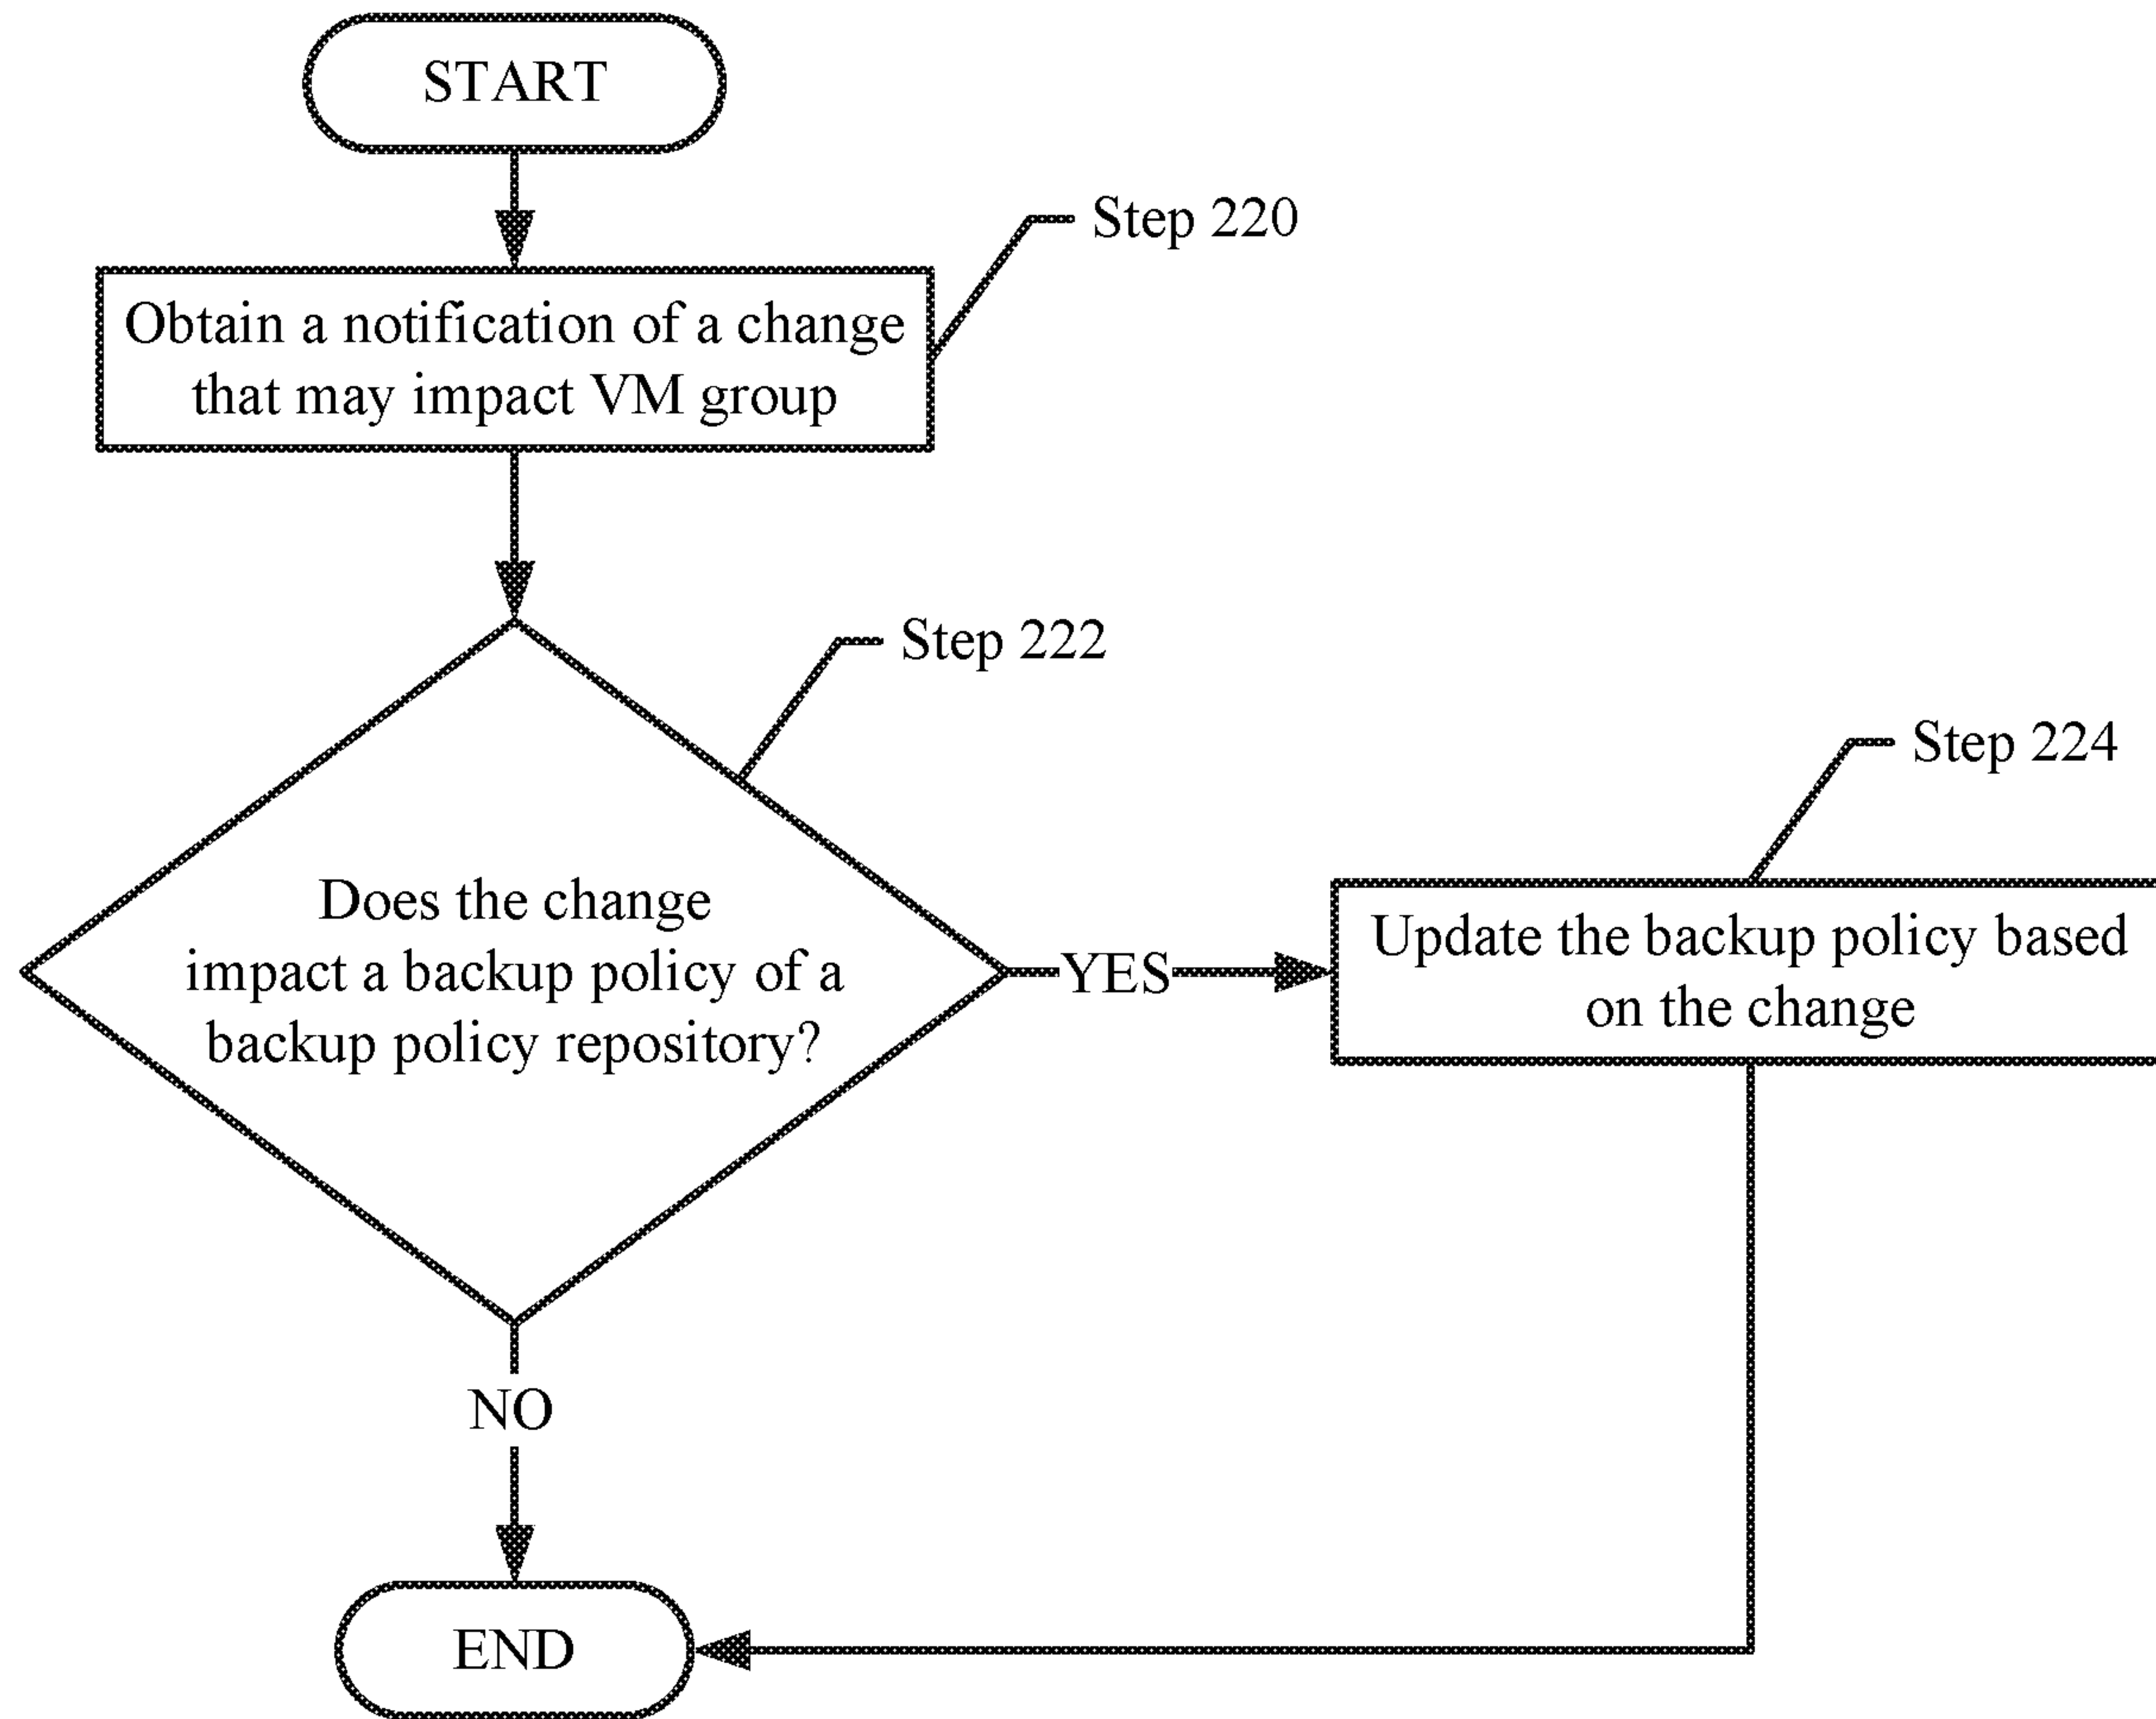 START
Step 220
Obtain a notification of a change
that may impact VM group
Step 222
Step 224
Does the change
impact a backup policy of a
backup policy repository?
YES
Update the backup policy based
on the change
NO
END